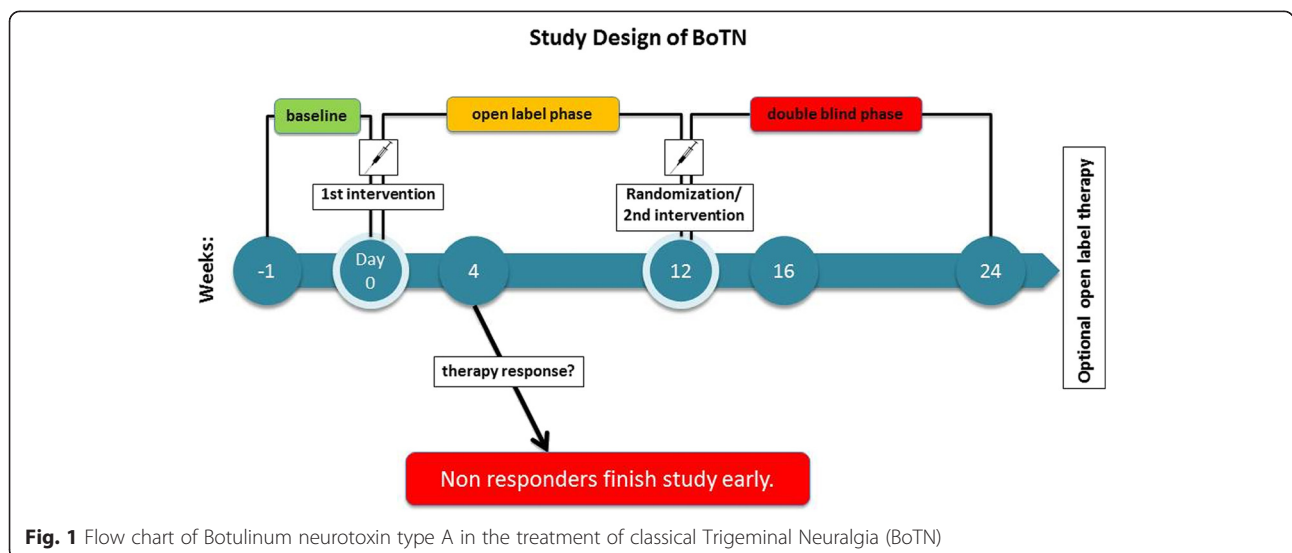 Study Design of BoTN
baseline
open label phase
double blind phase
1st intervention
Randomization/
2nd intervention
Weeks:
-1
Day
0
4
12
16
24
Optional open label therapy
therapy response?
Non responders finish study early.
Fig. 1 Flow chart of Botulinum neurotoxin type A in the treatment of classical Trigeminal Neuralgia (BoTN)